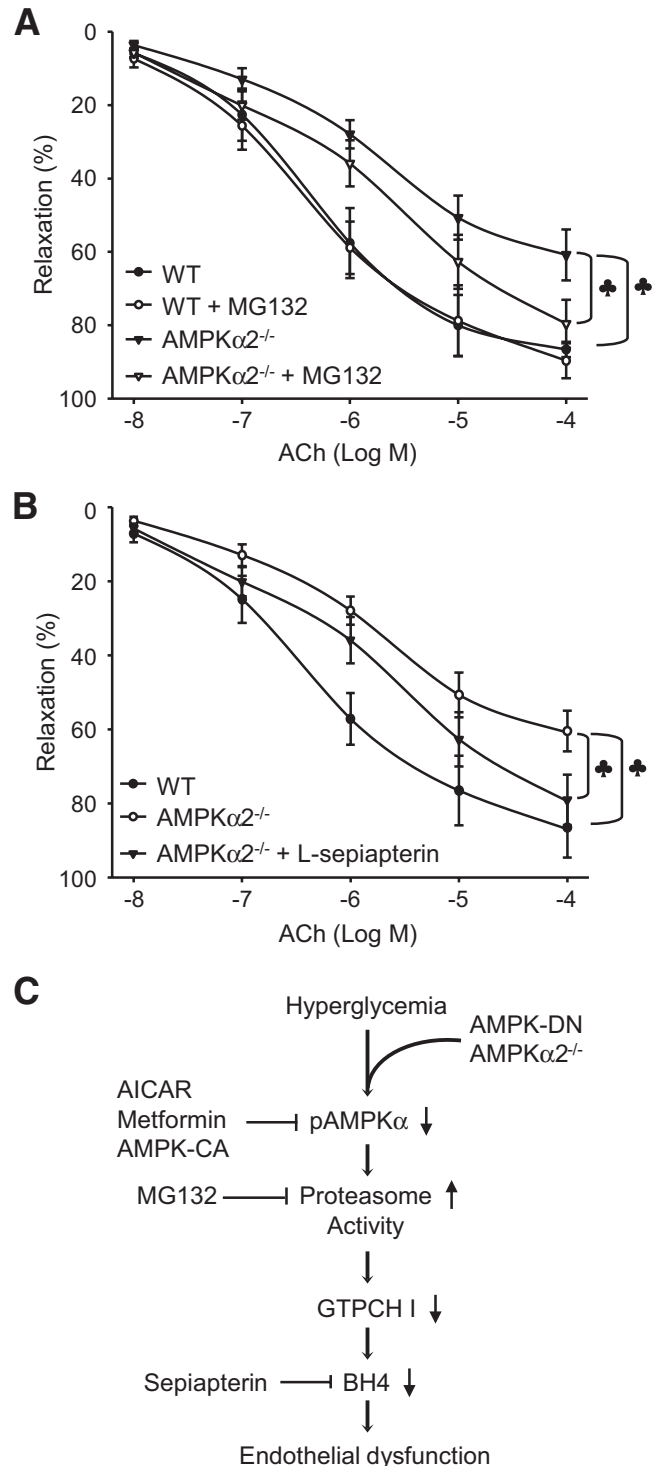 A
0
20
40
60
80
100
Relaxation (%)
WT
WT + MG132
AMPKα2-/-
AMPKα2-/- + MG132
♣ ♣
-8 -7 -6 -5 -4
ACh (Log M)
B
0
20
40
60
80
100
Relaxation (%)
WT
AMPKα2-/-
AMPKα2-/- + L-sepiapterin
♣ ♣
-8 -7 -6 -5 -4
ACh (Log M)
C
Hyperglycemia
AMPK-DN
AMPKα2-/-
AICAR
Metformin
AMPK-CA
pAMPKα ↓
MG132
Proteasome ↑
Activity
GTPCH I ↓
Sepiapterin
BH4 ↓
Endothelial dysfunction